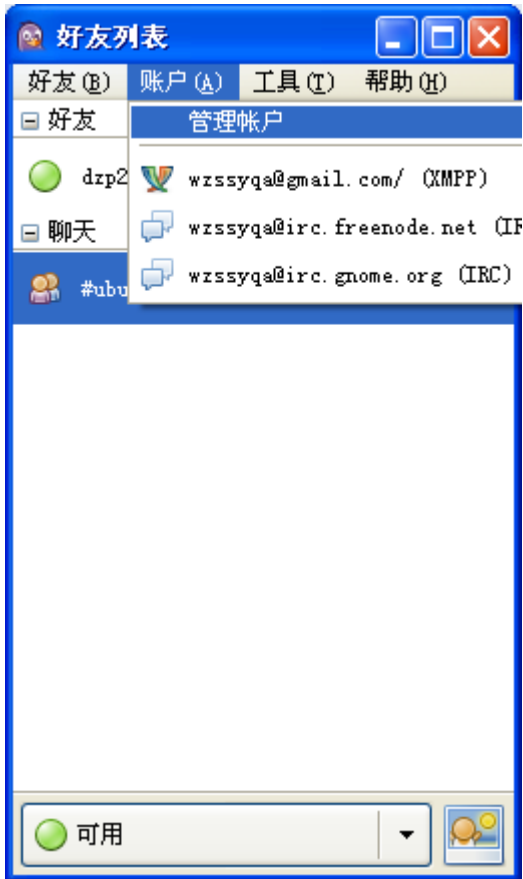 好友列表
好友(B) 账户(A) 工具(T) 帮助(H)
好友
管理帐户
dzp2
wzssyqa@gmail.com/ (XMPP)
聊天
wzssyqa@irc.freenode.net (IR
#ubu
wzssyqa@irc.gnome.org (IRC)
可用